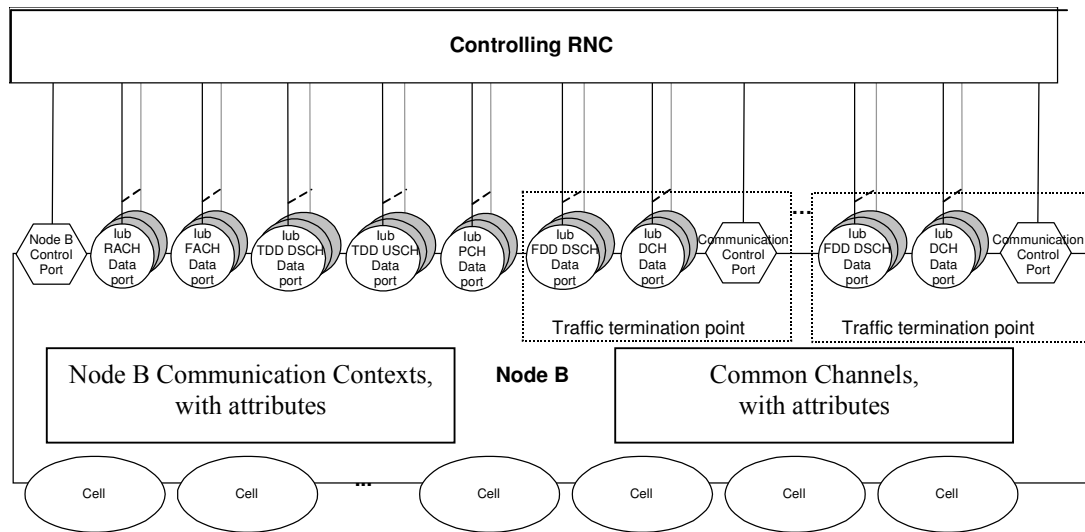 Controlling RNC
Node B
Control
Port
Iub
RACH
Data
port
Iub
FACH
Data
port
Iub
TDD DSCH
Data
port
Iub
TDD USCH
Data
port
Iub
PCH
Data
port
Iub
FDD DSCH
Data
port
Iub
DCH
Data
port
Communication
Control
Port
...
Iub
FDD DSCH
Data
port
Iub
DCH
Data
port
Communication
Control
Port
Traffic termination point
Traffic termination point
Node B Communication Contexts,
with attributes
Node B
Common Channels,
with attributes
Cell
Cell
...
Cell
Cell
Cell
Cell